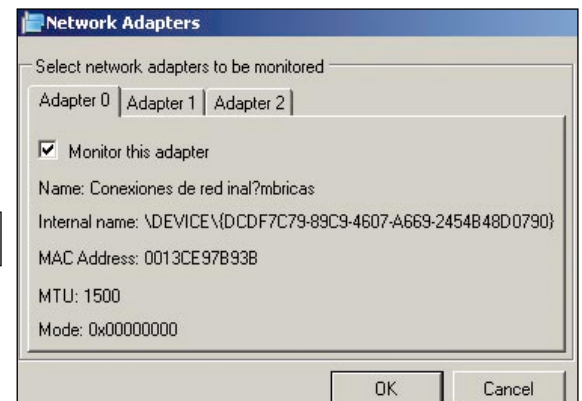 Network Adapters
Select network adapters to be monitored
Adapter 0 Adapter 1 Adapter 2
Monitor this adapter
Name: Conexiones de red inal?mbricas
Internal name: \DEVICE\{DCDF7C79-89C9-4607-A669-2454B48D0790}
MAC Address: 0013CE97B93B
MTU: 1500
Mode: 0x00000000
OK Cancel